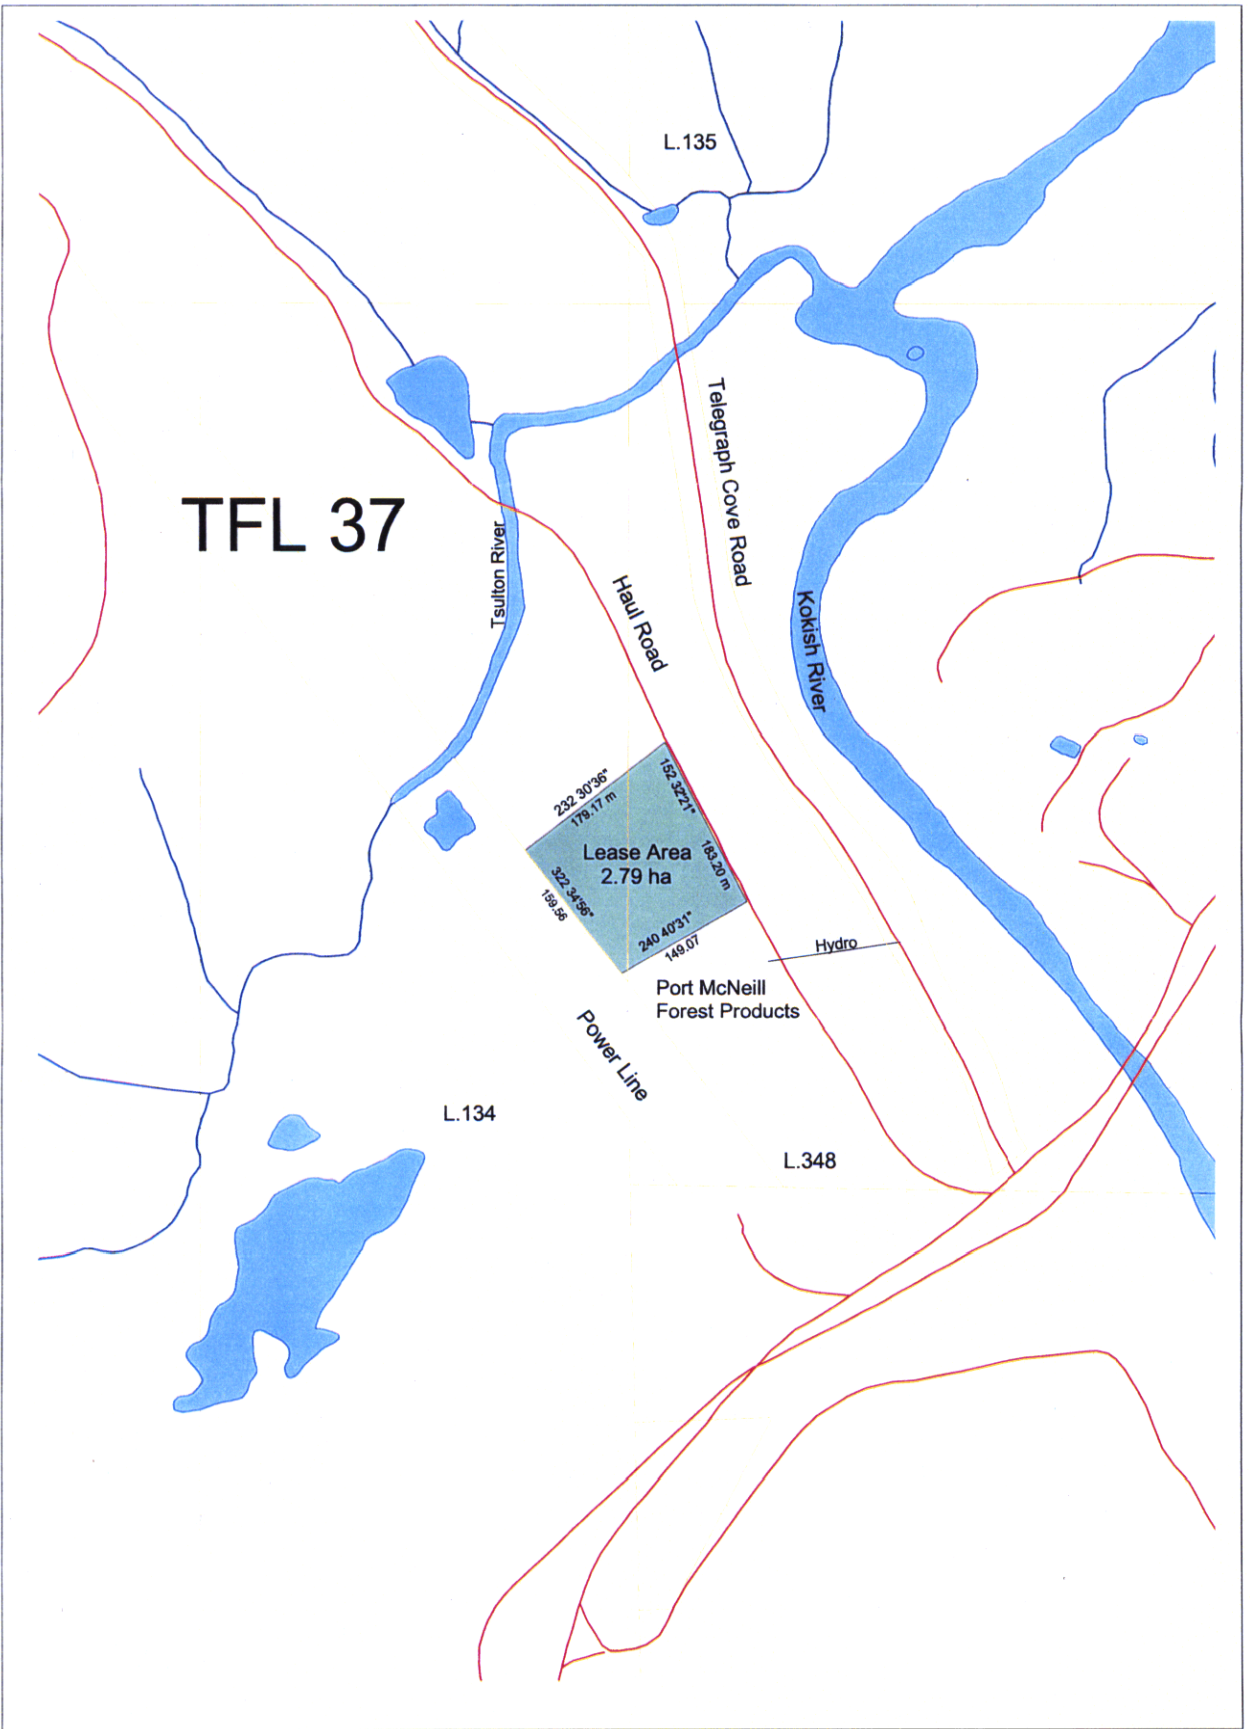 L.135
Telegraph Cove Road
TFL 37
Tsulton River
Haul Road
Kokish River
232 30'36"
179.17 m
152 32'21"
183.20 m
Lease Area
2.79 ha
322 34'56"
159.56
240 40'31"
149.07
Hydro
Port McNeill
Forest Products
Power Line
L.134
L.348